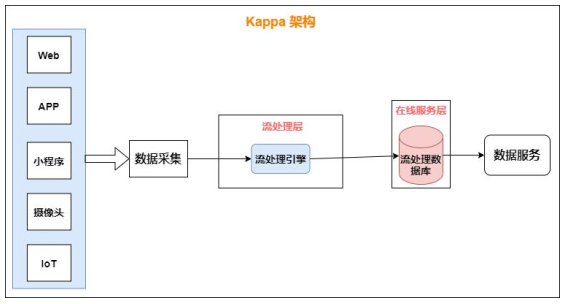 Kappa 架构
Web
APP
小程序
摄像头
IoT
数据采集
流处理层
流处理引擎
在线服务层
流处理数
据库
数据服务